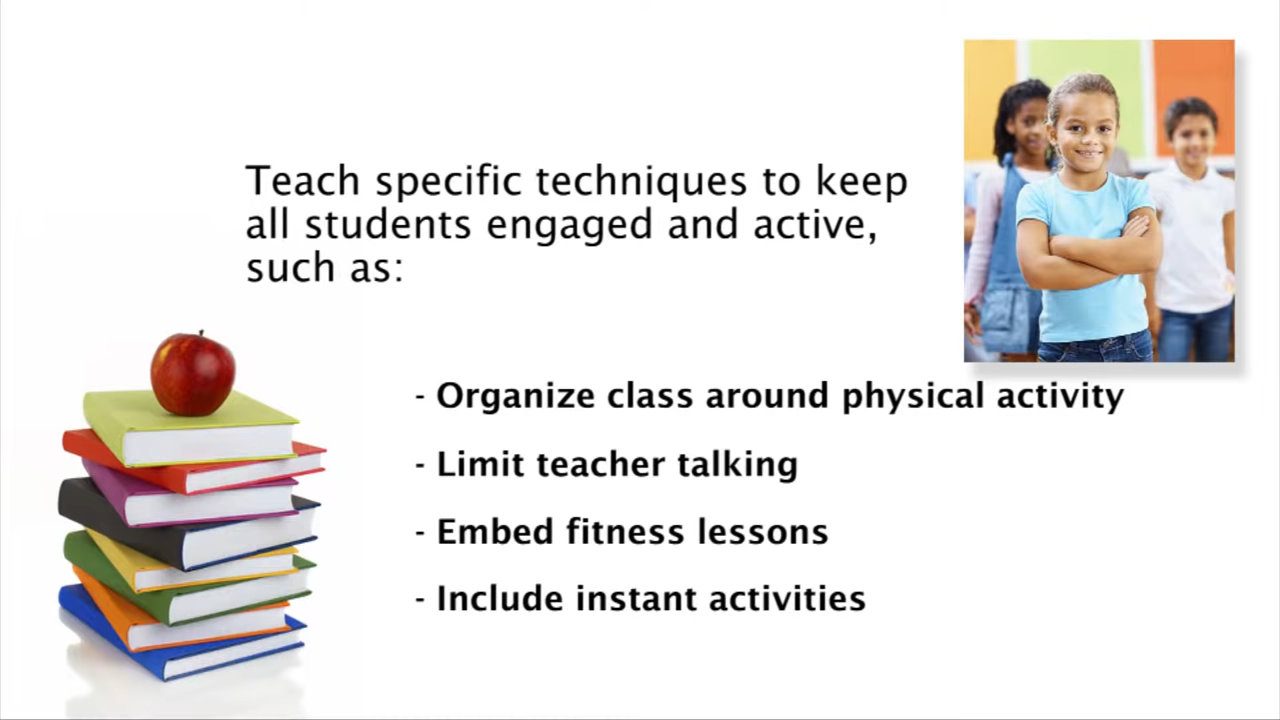 Teach specific techniques to keep
all students engaged and active,
such as:
- Organize class around physical activity
- Limit teacher talking
- Embed fitness lessons
- Include instant activities